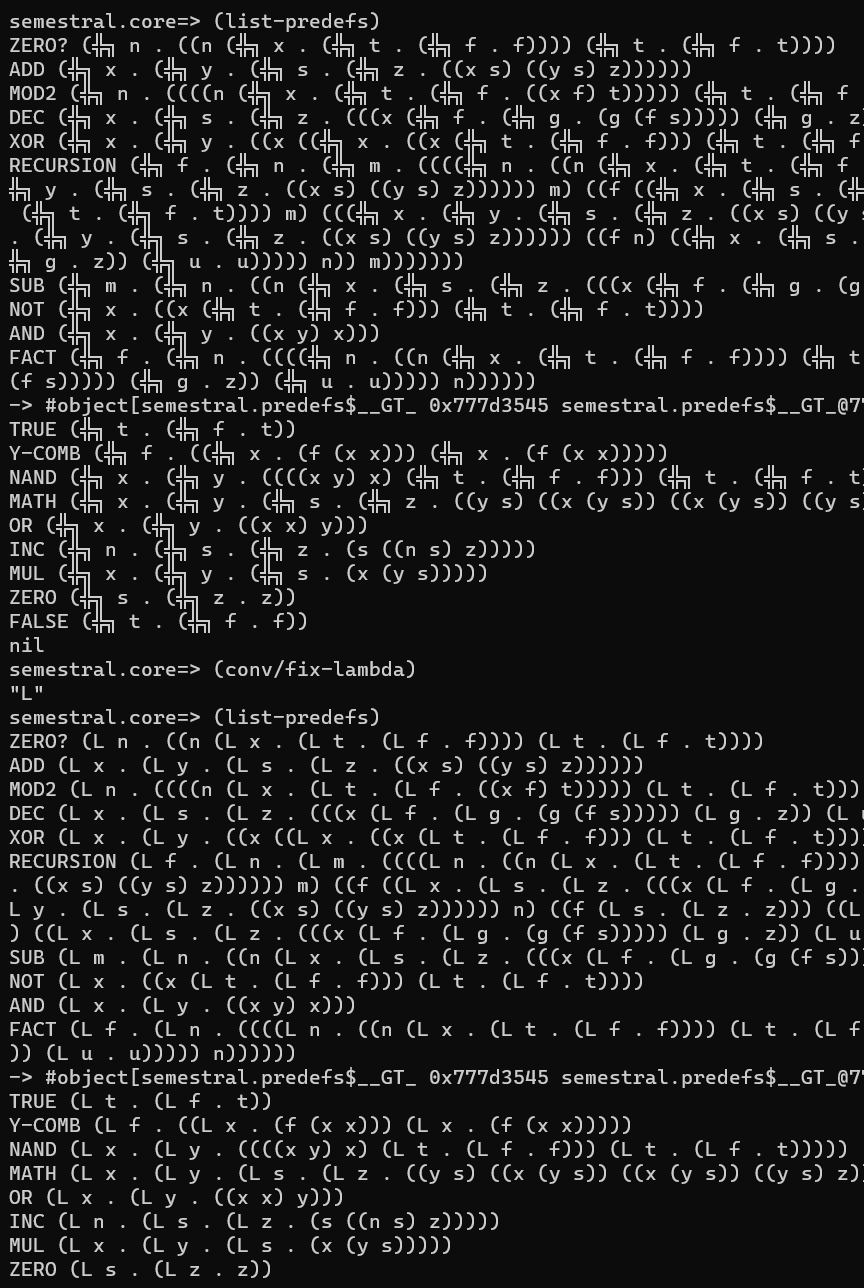 semestral.core=> (list-predefs)
ZERO? (╬╗ n . ((n (╬╗ x . (╬╗ t . (╬╗ f . f)))) (╬╗ t . (╬╗ f . t))))
ADD (╬╗ x . (╬╗ y . (╬╗ s . (╬╗ z . ((x s) ((y s) z))))))
MOD2 (╬╗ n . ((((n (╬╗ x . (╬╗ t . (╬╗ f . ((x f) t))))) (╬╗ t . (╬╗ f
DEC (╬╗ x . (╬╗ s . (╬╗ z . (((x (╬╗ f . (╬╗ g . (g (f s))))) (╬╗ g . z)
XOR (╬╗ x . (╬╗ y . ((x ((╬╗ x . ((x (╬╗ t . (╬╗ f . f))) (╬╗ t . (╬╗ f
RECURSION (╬╗ f . (╬╗ n . (╬╗ m . ((((╬╗ n . ((n (╬╗ x . (╬╗ t . (╬╗ f
╬╗ y . (╬╗ s . (╬╗ z . ((x s) ((y s) z)))))) m) ((f ((╬╗ x . (╬╗ s . (╬
 (╬╗ t . (╬╗ f . t)))) m) (((╬╗ x . (╬╗ y . (╬╗ s . (╬╗ z . ((x s) ((y s
. (╬╗ y . (╬╗ s . (╬╗ z . ((x s) ((y s) z)))))) ((f n) ((╬╗ x . (╬╗ s .
╬╗ g . z)) (╬╗ u . u))))) n)) m)))))))
SUB (╬╗ m . (╬╗ n . ((n (╬╗ x . (╬╗ s . (╬╗ z . (((x (╬╗ f . (╬╗ g . (g
NOT (╬╗ x . ((x (╬╗ t . (╬╗ f . f))) (╬╗ t . (╬╗ f . t))))
AND (╬╗ x . (╬╗ y . ((x y) x)))
FACT (╬╗ f . (╬╗ n . ((((╬╗ n . ((n (╬╗ x . (╬╗ t . (╬╗ f . f)))) (╬╗ t
(f s))))) (╬╗ g . z)) (╬╗ u . u))))) n))))))
-> #object[semestral.predefs$__GT_ 0x777d3545 semestral.predefs$__GT_@77
TRUE (╬╗ t . (╬╗ f . t))
Y-COMB (╬╗ f . ((╬╗ x . (f (x x))) (╬╗ x . (f (x x)))))
NAND (╬╗ x . (╬╗ y . ((((x y) x) (╬╗ t . (╬╗ f . f))) (╬╗ t . (╬╗ f . t)
MATH (╬╗ x . (╬╗ y . (╬╗ s . (╬╗ z . ((y s) ((x (y s)) ((x (y s)) ((y s)
OR (╬╗ x . (╬╗ y . ((x x) y)))
INC (╬╗ n . (╬╗ s . (╬╗ z . (s ((n s) z)))))
MUL (╬╗ x . (╬╗ y . (╬╗ s . (x (y s)))))
ZERO (╬╗ s . (╬╗ z . z))
FALSE (╬╗ t . (╬╗ f . f))
nil
semestral.core=> (conv/fix-lambda)
"L"
semestral.core=> (list-predefs)
ZERO? (L n . ((n (L x . (L t . (L f . f)))) (L t . (L f . t))))
ADD (L x . (L y . (L s . (L z . ((x s) ((y s) z))))))
MOD2 (L n . ((((n (L x . (L t . (L f . ((x f) t))))) (L t . (L f . t)))
DEC (L x . (L s . (L z . (((x (L f . (L g . (g (f s))))) (L g . z)) (L u
XOR (L x . (L y . ((x ((L x . ((x (L t . (L f . f))) (L t . (L f . t))))
RECURSION (L f . (L n . (L m . ((((L n . ((n (L x . (L t . (L f . f))))
. ((x s) ((y s) z)))))) m) ((f ((L x . (L s . (L z . (((x (L f . (L g .
L y . (L s . (L z . ((x s) ((y s) z)))))) n) ((f (L s . (L z . z))) ((L
) ((L x . (L s . (L z . (((x (L f . (L g . (g (f s))))) (L g . z)) (L u
SUB (L m . (L n . ((n (L x . (L s . (L z . (((x (L f . (L g . (g (f s)))
NOT (L x . ((x (L t . (L f . f))) (L t . (L f . t))))
AND (L x . (L y . ((x y) x)))
FACT (L f . (L n . ((((L n . ((n (L x . (L t . (L f . f)))) (L t . (L f
)) (L u . u))))) n))))))
-> #object[semestral.predefs$__GT_ 0x777d3545 semestral.predefs$__GT_@77
TRUE (L t . (L f . t))
Y-COMB (L f . ((L x . (f (x x))) (L x . (f (x x)))))
NAND (L x . (L y . ((((x y) x) (L t . (L f . f))) (L t . (L f . t)))))
MATH (L x . (L y . (L s . (L z . ((y s) ((x (y s)) ((x (y s)) ((y s) z))
OR (L x . (L y . ((x x) y)))
INC (L n . (L s . (L z . (s ((n s) z)))))
MUL (L x . (L y . (L s . (x (y s)))))
ZERO (L s . (L z . z))